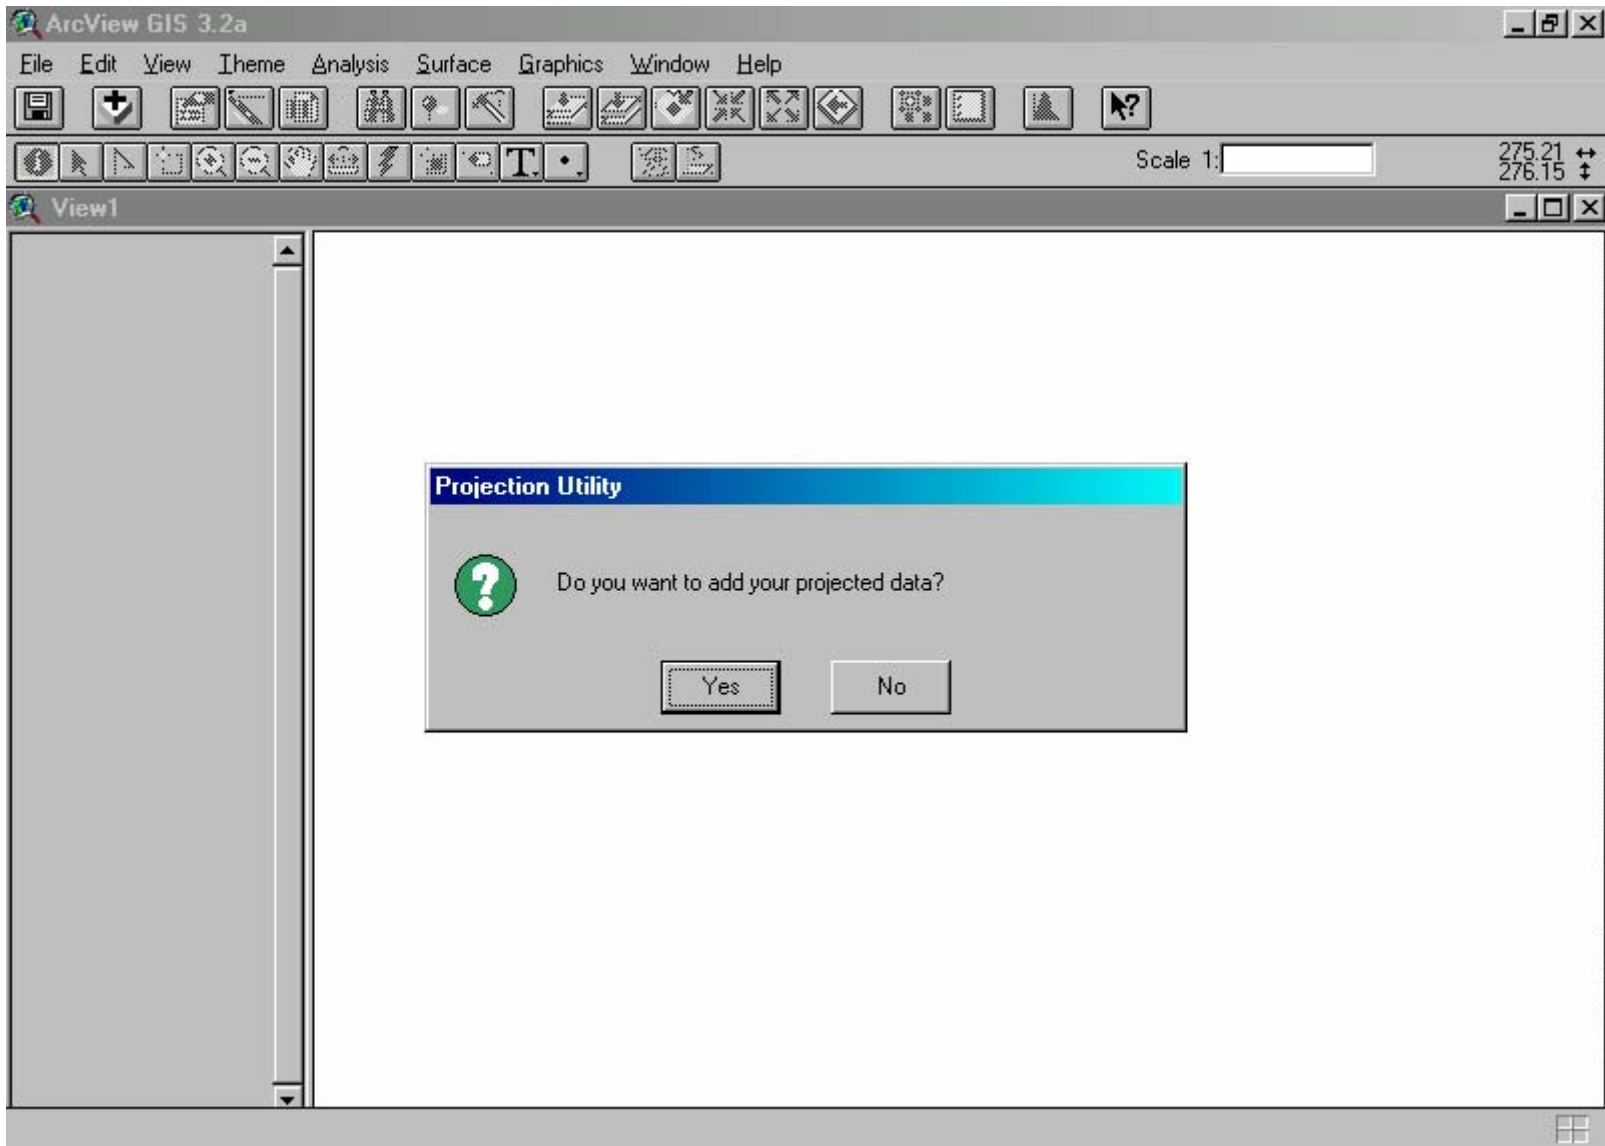 ArcView GIS 3.2a
File Edit View Theme Analysis Surface Graphics Window Help
T
Scale 1:
275.21
276.15
View1
Projection Utility
? Do you want to add your projected data?
Yes No